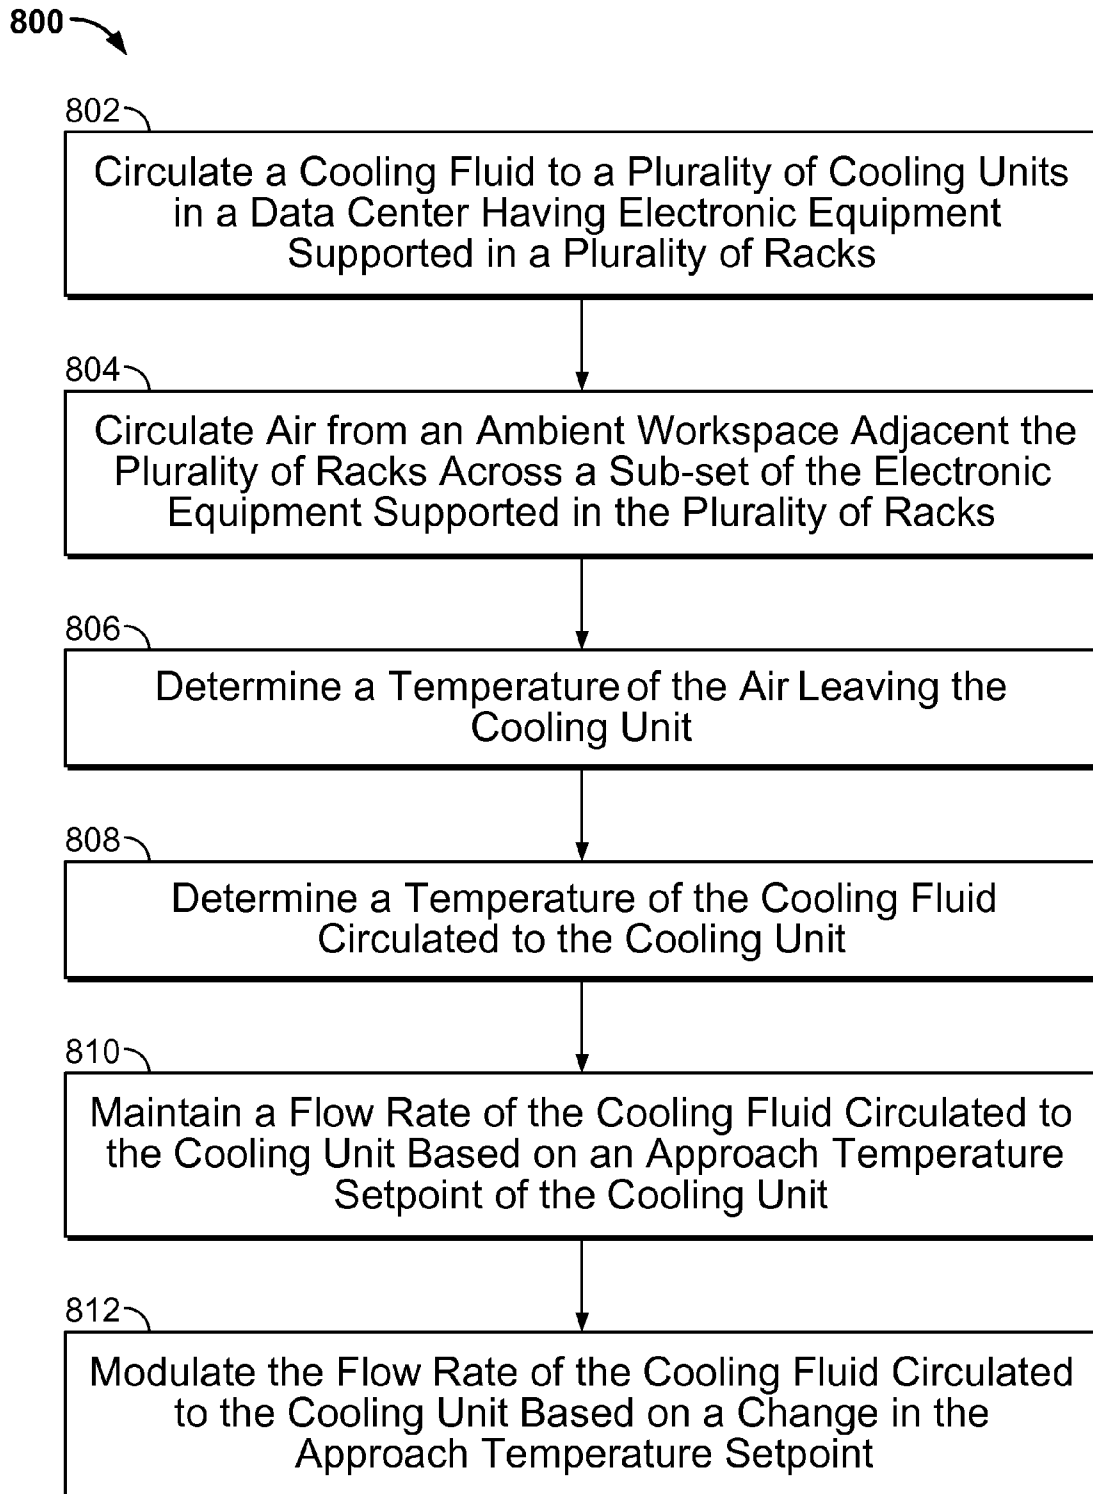 800
802
Circulate a Cooling Fluid to a Plurality of Cooling Units
in a Data Center Having Electronic Equipment
Supported in a Plurality of Racks
804
Circulate Air from an Ambient Workspace Adjacent the
Plurality of Racks Across a Sub-set of the Electronic
Equipment Supported in the Plurality of Racks
806
Determine a Temperature of the Air Leaving the
Cooling Unit
808
Determine a Temperature of the Cooling Fluid
Circulated to the Cooling Unit
810
Maintain a Flow Rate of the Cooling Fluid Circulated to
the Cooling Unit Based on an Approach Temperature
Setpoint of the Cooling Unit
812
Modulate the Flow Rate of the Cooling Fluid Circulated
to the Cooling Unit Based on a Change in the
Approach Temperature Setpoint